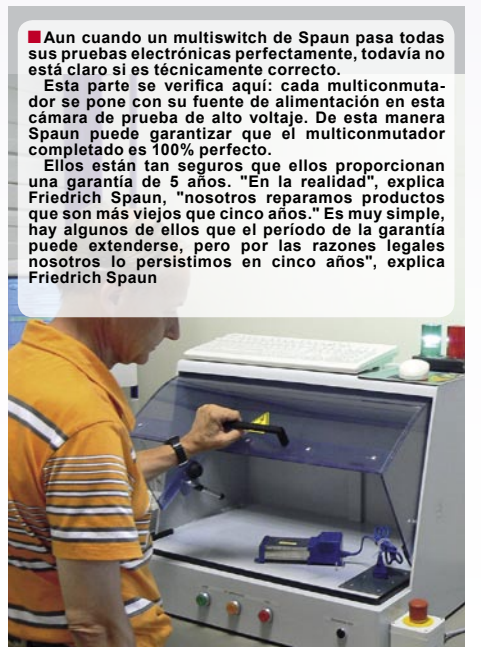 Aun cuando un multiswitch de Spaun pasa todas
sus pruebas electrónicas perfectamente, todavía no
está claro si es técnicamente correcto.
Esta parte se verifica aquí: cada multiconmuta-
dor se pone con su fuente de alimentación en esta
cámara de prueba de alto voltaje. De esta manera
Spaun puede garantizar que el multiconmutador
completado es 100% perfecto.
Ellos están tan seguros que ellos proporcionan
una garantía de 5 años. "En la realidad", explica
Friedrich Spaun, "nosotros reparamos productos
que son más viejos que cinco años." Es muy simple,
hay algunos de ellos que el período de la garantía
puede extenderse, pero por las razones legales
nosotros lo persistimos en cinco años", explica
Friedrich Spaun